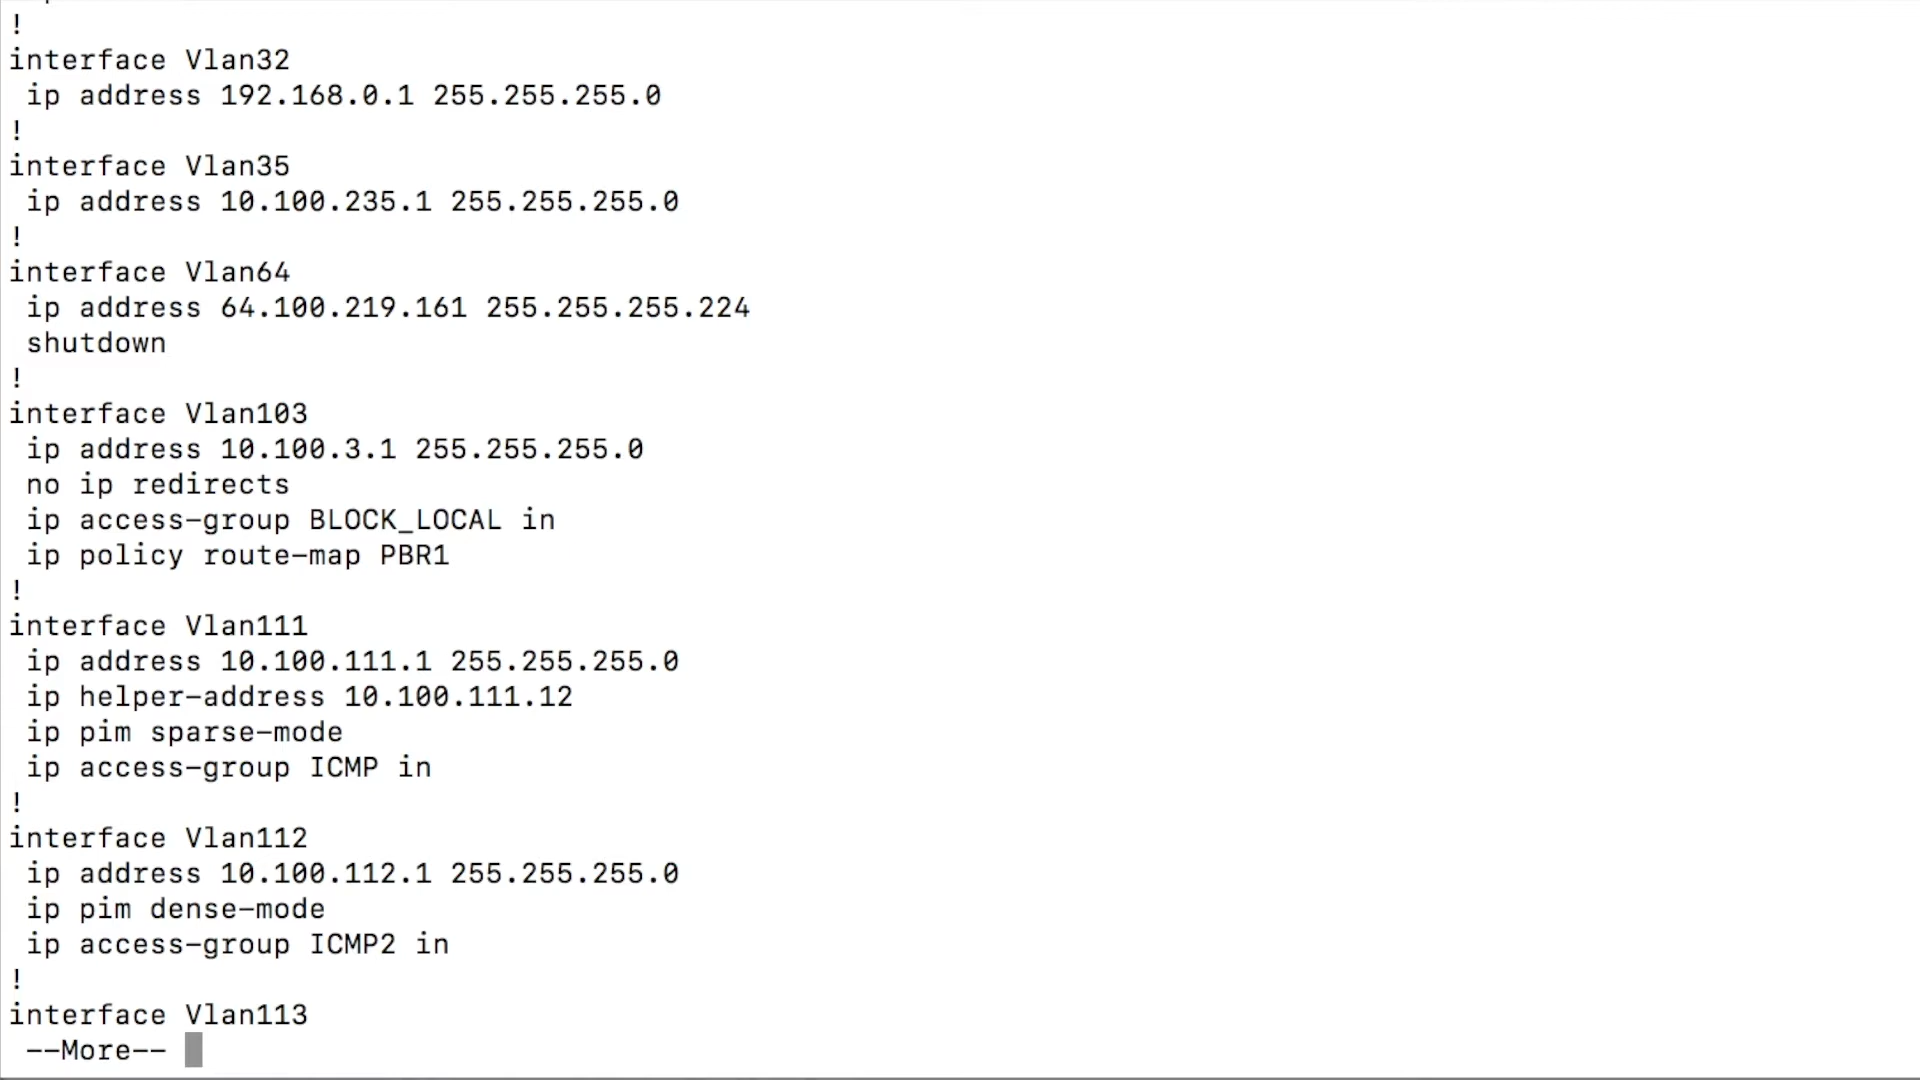 !
interface Vlan32
 ip address 192.168.0.1 255.255.255.0
!
interface Vlan35
 ip address 10.100.235.1 255.255.255.0
!
interface Vlan64
 ip address 64.100.219.161 255.255.255.224
 shutdown
!
interface Vlan103
 ip address 10.100.3.1 255.255.255.0
 no ip redirects
 ip access-group BLOCK_LOCAL in
 ip policy route-map PBR1
!
interface Vlan111
 ip address 10.100.111.1 255.255.255.0
 ip helper-address 10.100.111.12
 ip pim sparse-mode
 ip access-group ICMP in
!
interface Vlan112
 ip address 10.100.112.1 255.255.255.0
 ip pim dense-mode
 ip access-group ICMP2 in
!
interface Vlan113
 --More--